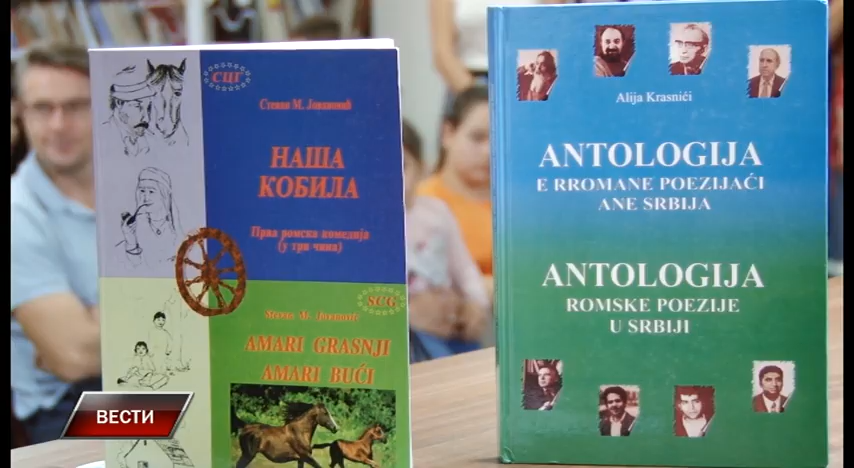 СЦГ
Стеван М. Јовановић
НАША
КОБИЛА
Прва ромска комедија
(у три чина)
SCG
Stevan M. Jovanović
AMARI GRASNJI
AMARI BUĆI
Alija Krasnići
ANTOLOGIJA
E RROMANE POEZIJAĆI
ANE SRBIJA
ANTOLOGIJA
ROMSKE POEZIJE
U SRBIJI
ВЕСТИ